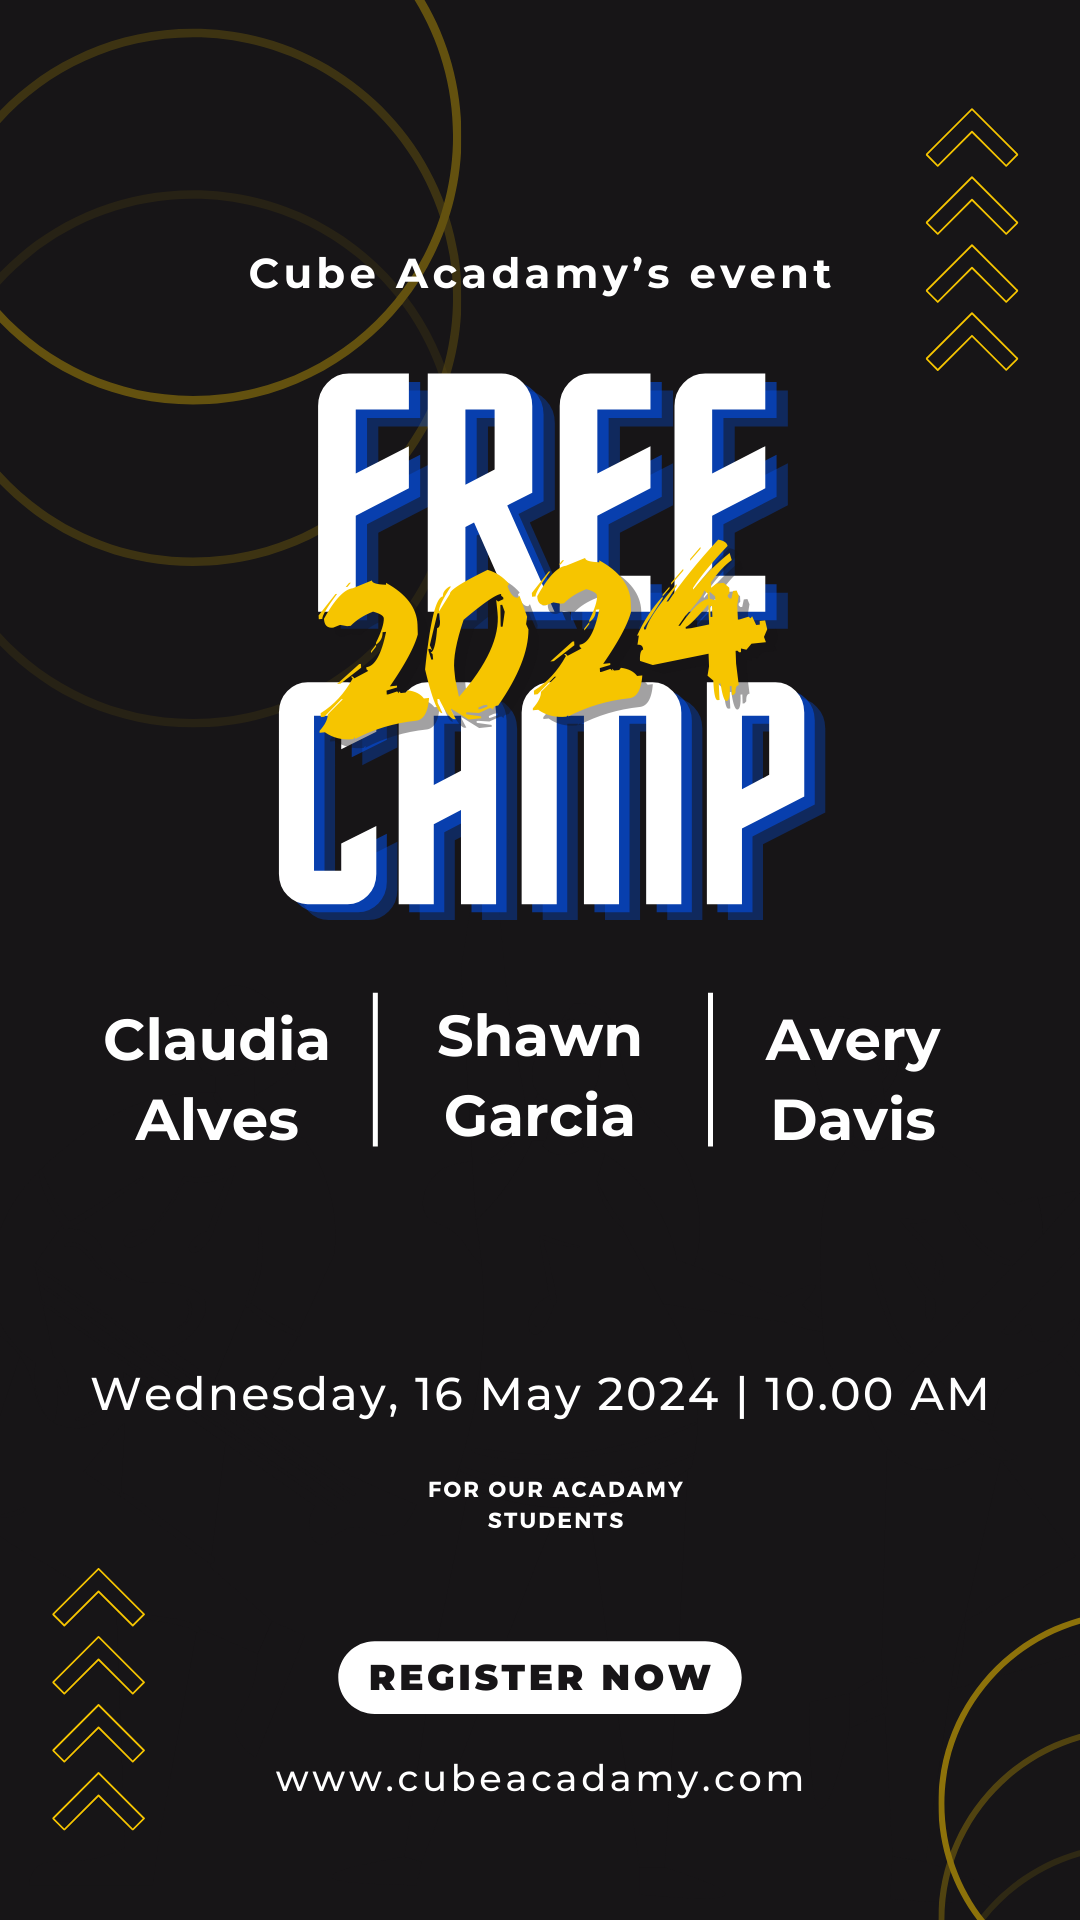 Cube Acadamy’s event
FREE
2024
CAMP
Claudia
Alves
Shawn
Garcia
Avery
Davis
Wednesday, 16 May 2024 | 10.00 AM
FOR OUR ACADAMY
STUDENTS
REGISTER NOW
www.cubeacadamy.com